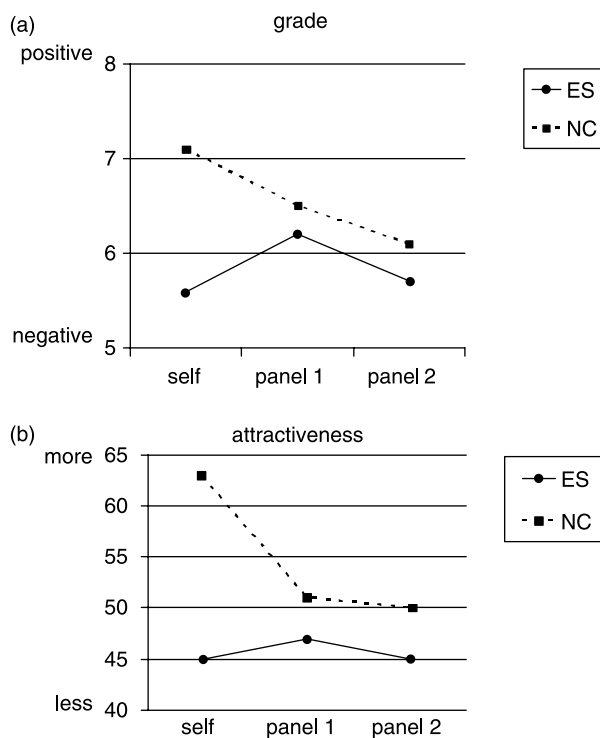 (a)
grade
positive
8
7
6
negative
5
self panel 1 panel 2
ES
NC
(b)
attractiveness
more
65
60
55
50
45
less
40
self panel 1 panel 2
ES
NC